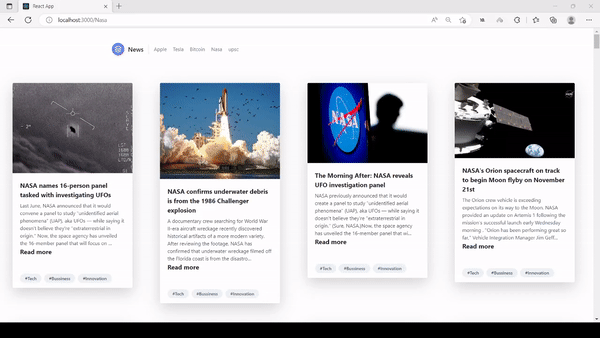 React App
localhost:3000/Nasa
News
Apple
Tesla
Bitcoin
Nasa
upsc
NASA names 16-person panel
tasked with investigating UFOs
Last June, NASA announced that it would
convene a panel to study "unidentified aerial
phenomena" (UAP), aka UFOs — while saying it
doesn't believe they're "extraterrestrial in
origin." Now, the space agency has unveiled
the 16-member panel that will focus on ...
Read more
#Tech
#Bussiness
#Innovation
NASA confirms underwater debris
is from the 1986 Challenger
explosion
A documentary crew searching for World War
II-era aircraft wreckage recently discovered
historical artifacts of a more modern variety.
After reviewing the footage, NASA has
confirmed that underwater wreckage filmed off
the Florida coast is from the disastro...
Read more
#Tech
#Bussiness
#Innovation
NASA
The Morning After: NASA reveals
UFO investigation panel
NASA previously announced that it would
create a panel to study "unidentified aerial
phenomena" (UAP), aka UFOs — while saying it
doesn't believe they're "extraterrestrial in
origin." (Sure, NASA.)Now, the space agency
has unveiled the 16-member panel that wi...
Read more
#Tech
#Bussiness
#Innovation
NASA's Orion spacecraft on track
to begin Moon flyby on November
21st
The Orion crew vehicle is exceeding
expectations on its way to the Moon. NASA
provided an update on Artemis 1 following the
mission's successful launch early Wednesday
morning. "Orion has been performing great so
far," Vehicle Integration Manager Jim Geff...
Read more
#Tech
#Bussiness
#Innovation